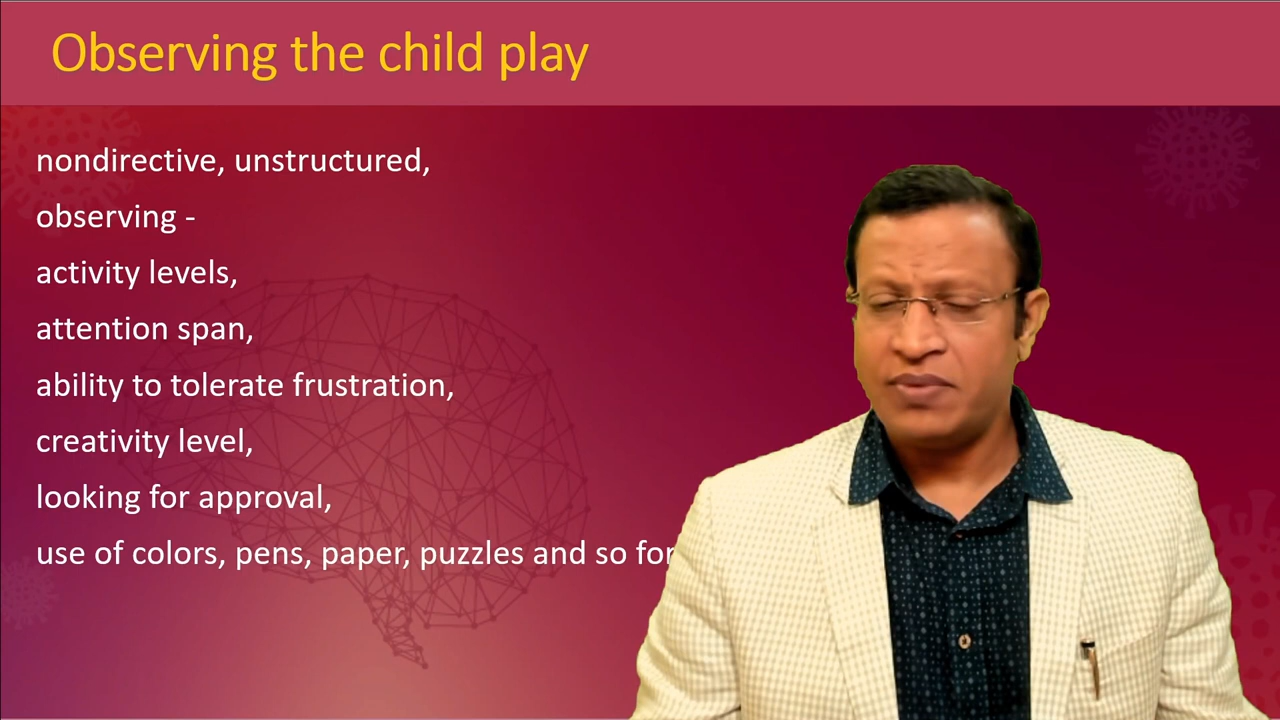 Observing the child play
nondirective, unstructured,
observing -
activity levels,
attention span,
ability to tolerate frustration,
creativity level,
looking for approval,
use of colors, pens, paper, puzzles and so